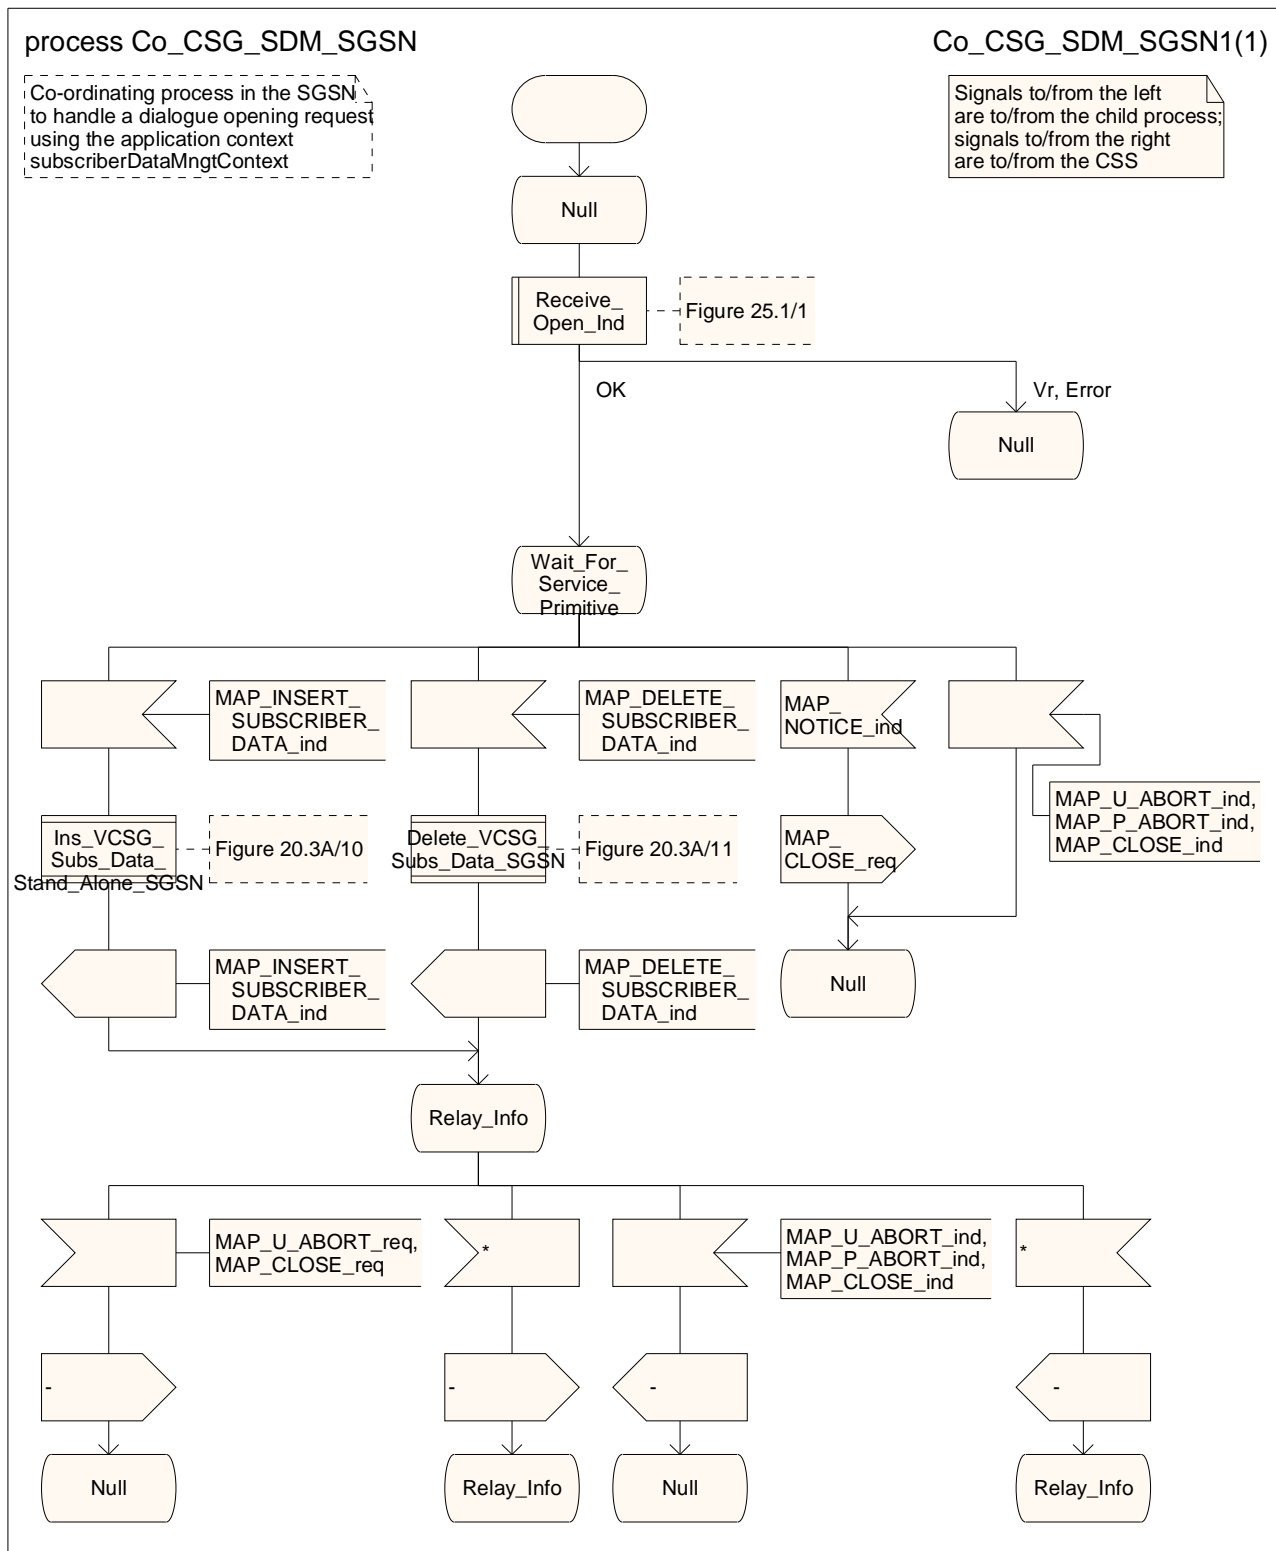 process Co_CSG_SDM_SGSN
Co_CSG_SDM_SGSN1(1)
Co-ordinating process in the SGSN
to handle a dialogue opening request
using the application context
subscriberDataMngtContext
Signals to/from the left
are to/from the child process;
signals to/from the right
are to/from the CSS
Null
Receive_
Open_Ind
Figure 25.1/1
OK
Vr, Error
Null
Wait_For_
Service_
Primitive
MAP_INSERT_
SUBSCRIBER_
DATA_ind
MAP_DELETE_
SUBSCRIBER_
DATA_ind
MAP_
NOTICE_ind
MAP_U_ABORT_ind,
MAP_P_ABORT_ind,
MAP_CLOSE_ind
Ins_VCSG_
Subs_Data_
Stand_Alone_SGSN
Figure 20.3A/10
Delete_VCSG_
Subs_Data_SGSN
Figure 20.3A/11
MAP_
CLOSE_req
MAP_INSERT_
SUBSCRIBER_
DATA_ind
MAP_DELETE_
SUBSCRIBER_
DATA_ind
Null
Relay_Info
MAP_U_ABORT_req,
MAP_CLOSE_req
*
MAP_U_ABORT_ind,
MAP_P_ABORT_ind,
MAP_CLOSE_ind
*
-
-
-
-
Null
Relay_Info
Null
Relay_Info